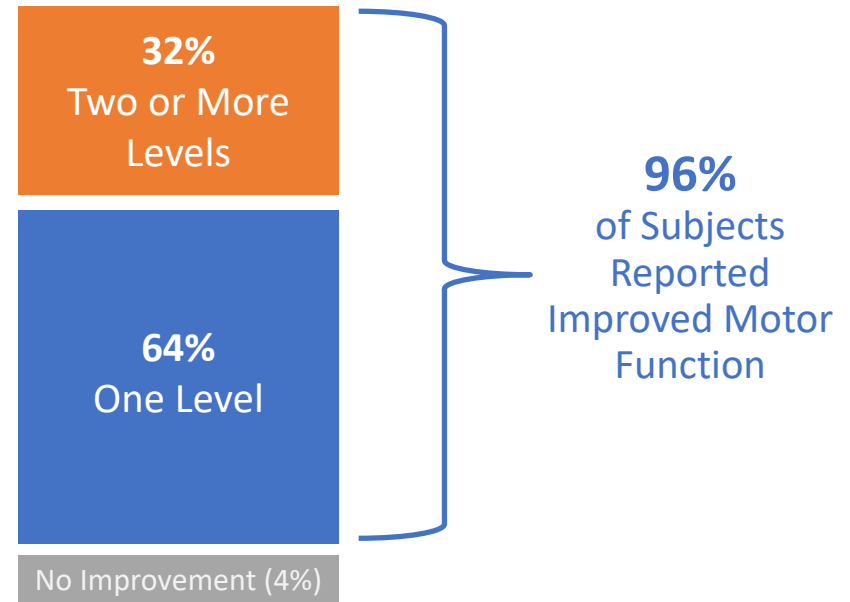 32%
Two or More
Levels
64%
One Level
No Improvement (4%)
96%
of Subjects
Reported
Improved Motor
Function